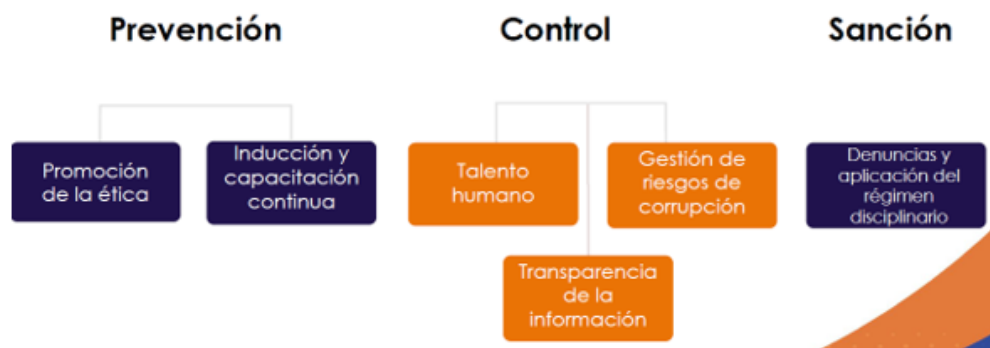 Prevención
Control
Sanción
Promoción
de la ética
Inducción y
capacitación
continua
Talento
humano
Gestión de
riesgos de
corrupción
Denuncias y
aplicación del
régimen
disciplinario
Transparencia
de la
información